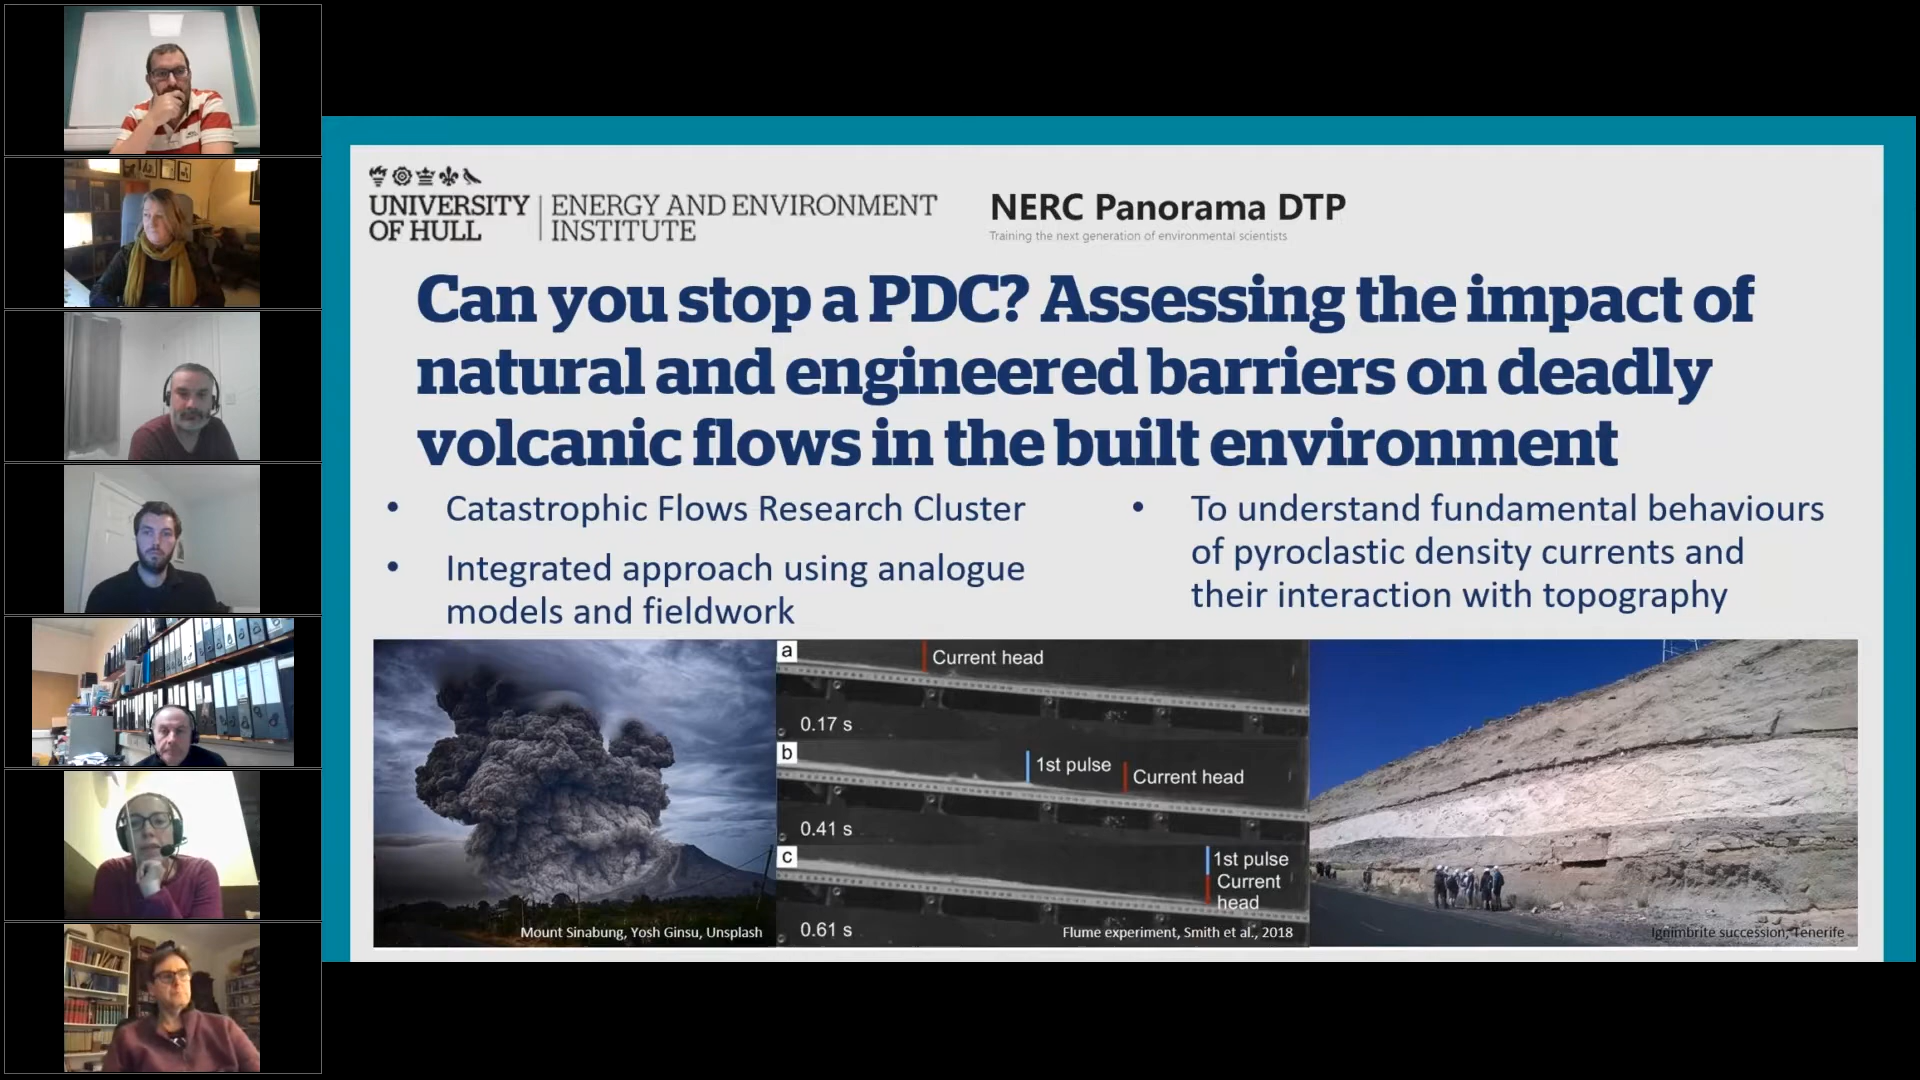 UNIVERSITY
OF HULL
ENERGY AND ENVIRONMENT
INSTITUTE
NERC Panorama DTP
Training the next generation of environmental scientists
Can you stop a PDC? Assessing the impact of
natural and engineered barriers on deadly
volcanic flows in the built environment
• Catastrophic Flows Research Cluster
• Integrated approach using analogue
models and fieldwork
• To understand fundamental behaviours
of pyroclastic density currents and
their interaction with topography
Mount Sinabung, Yosh Ginsu, Unsplash
a
Current head
0.17 s
b
1st pulse
Current head
0.41 s
c
1st pulse
Current
head
0.61 s
Flume experiment, Smith et al., 2018
Ignimbrite succession, Tenerife